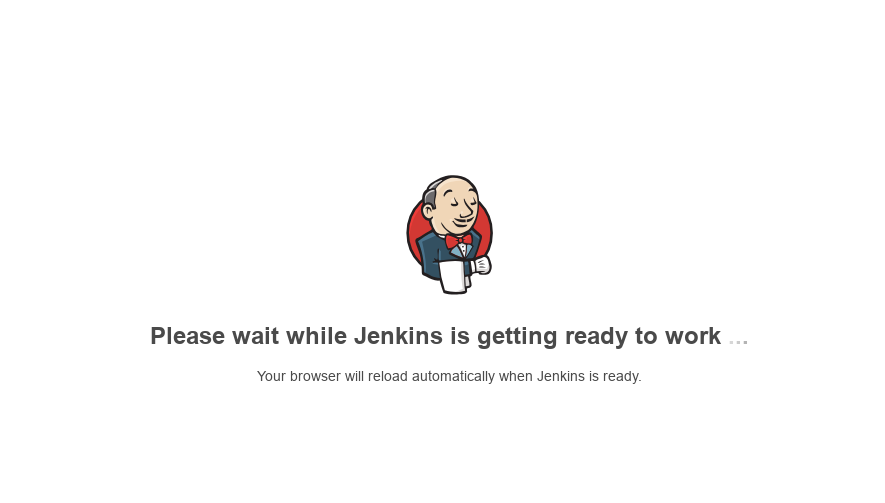 Please wait while Jenkins is getting ready to work ...
Your browser will reload automatically when Jenkins is ready.